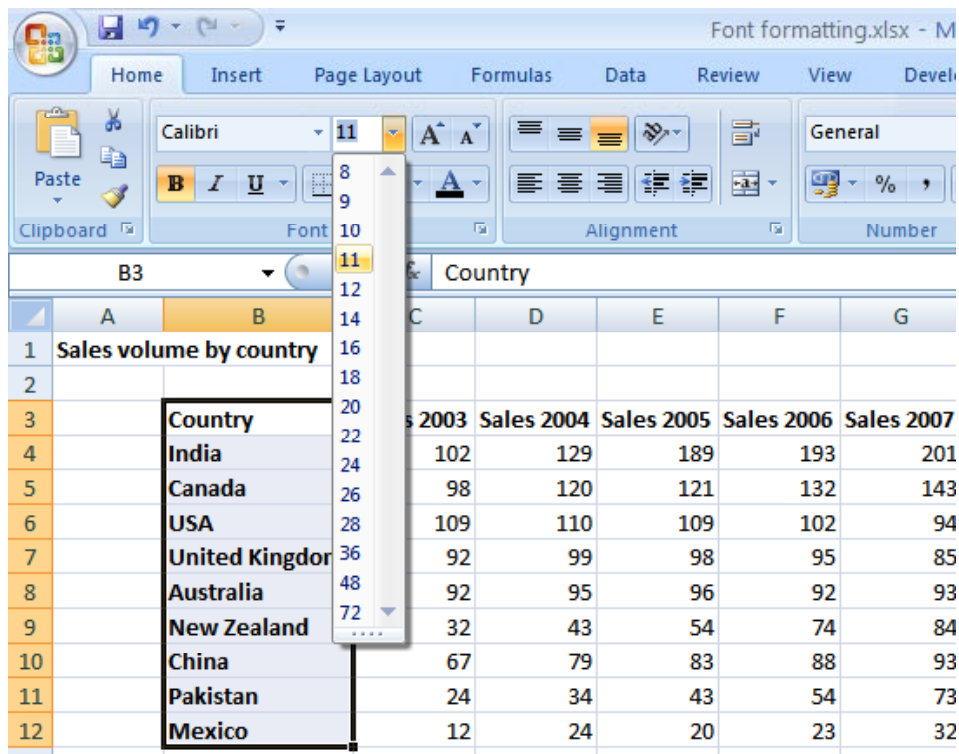 Font formatting.xlsx - M
Home Insert Page Layout Formulas Data Review View Devel
Calibri 11 A A General
Paste B I U A a % ,
Clipboard Font Alignment Number
8
9
10
11
12
14
16
18
20
22
24
26
28
36
48
72
B3 Country
A B C D E F G
1 Sales volume by country
2
3 Country s 2003 Sales 2004 Sales 2005 Sales 2006 Sales 2007
4 India 102 129 189 193 201
5 Canada 98 120 121 132 143
6 USA 109 110 109 102 94
7 United Kingdor 92 99 98 95 85
8 Australia 92 95 96 92 93
9 New Zealand 32 43 54 74 84
10 China 67 79 83 88 93
11 Pakistan 24 34 43 54 73
12 Mexico 12 24 20 23 32